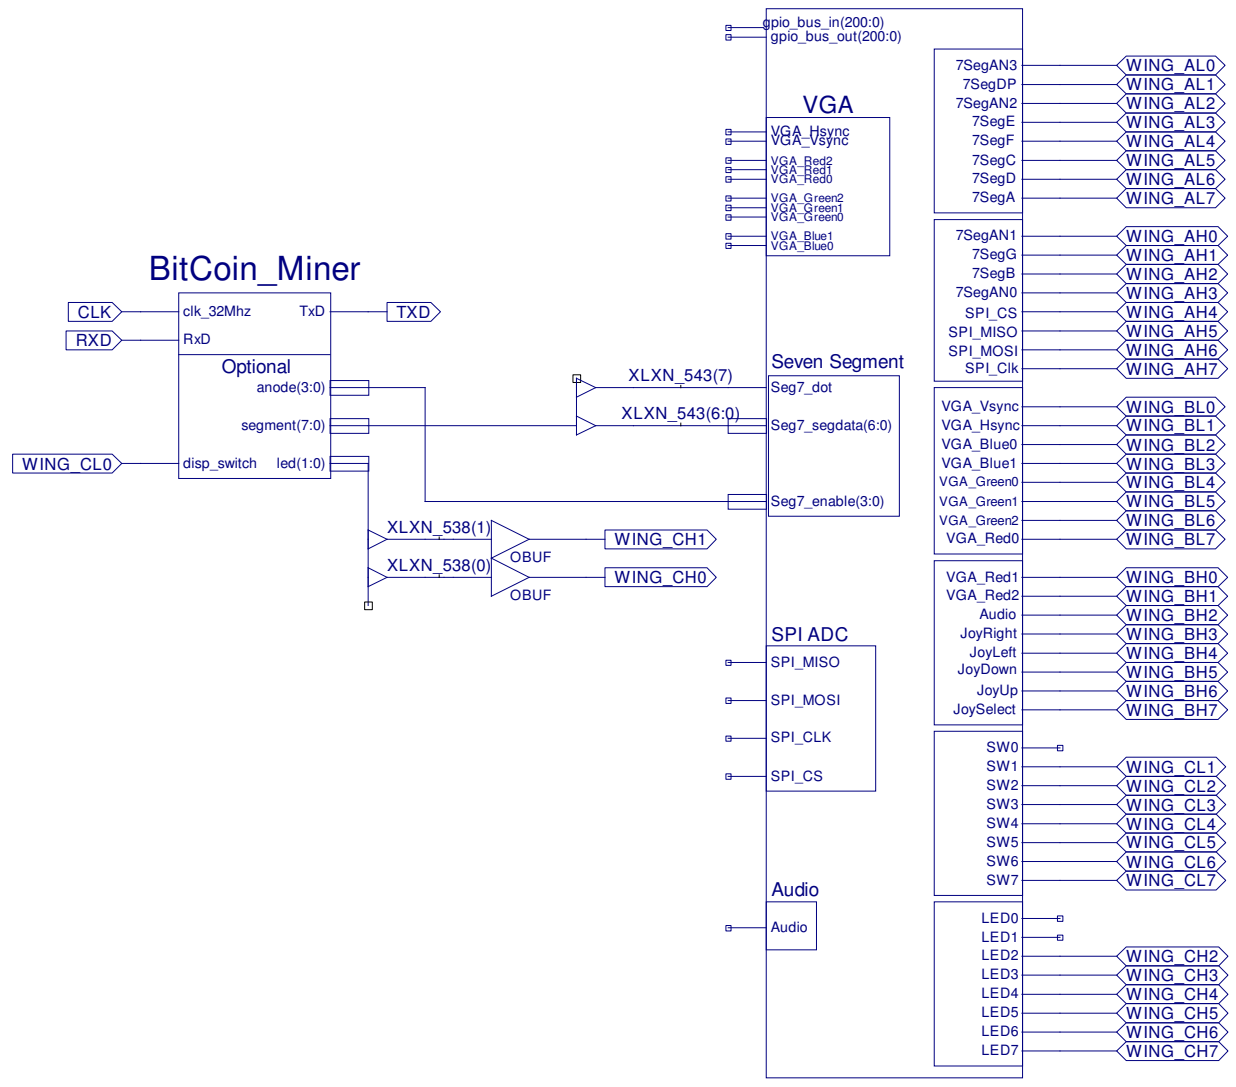 gpio_bus_in(200:0)
gpio_bus_out(200:0)
VGA
VGA_Hsync
VGA_Vsync
VGA_Red2
VGA_Red1
VGA_Red0
VGA_Green2
VGA_Green1
VGA_Green0
VGA_Blue1
VGA_Blue0
BitCoin_Miner
CLK
clk_32Mhz
TxD
TXD
RXD
RxD
Optional
anode(3:0)
segment(7:0)
WING_CL0
disp_switch
led(1:0)
XLXN_543(7)
XLXN_543(6:0)
Seven Segment
Seg7_dot
Seg7_segdata(6:0)
Seg7_enable(3:0)
XLXN_538(1)
OBUF
WING_CH1
XLXN_538(0)
OBUF
WING_CH0
SPI ADC
SPI_MISO
SPI_MOSI
SPI_CLK
SPI_CS
Audio
Audio
7SegAN3 WING_AL0
7SegDP WING_AL1
7SegAN2 WING_AL2
7SegE WING_AL3
7SegF WING_AL4
7SegC WING_AL5
7SegD WING_AL6
7SegA WING_AL7
7SegAN1 WING_AH0
7SegG WING_AH1
7SegB WING_AH2
7SegAN0 WING_AH3
SPI_CS WING_AH4
SPI_MISO WING_AH5
SPI_MOSI WING_AH6
SPI_Clk WING_AH7
VGA_Vsync WING_BL0
VGA_Hsync WING_BL1
VGA_Blue0 WING_BL2
VGA_Blue1 WING_BL3
VGA_Green0 WING_BL4
VGA_Green1 WING_BL5
VGA_Green2 WING_BL6
VGA_Red0 WING_BL7
VGA_Red1 WING_BH0
VGA_Red2 WING_BH1
Audio WING_BH2
JoyRight WING_BH3
JoyLeft WING_BH4
JoyDown WING_BH5
JoyUp WING_BH6
JoySelect WING_BH7
SW0
SW1 WING_CL1
SW2 WING_CL2
SW3 WING_CL3
SW4 WING_CL4
SW5 WING_CL5
SW6 WING_CL6
SW7 WING_CL7
LED0
LED1
LED2 WING_CH2
LED3 WING_CH3
LED4 WING_CH4
LED5 WING_CH5
LED6 WING_CH6
LED7 WING_CH7